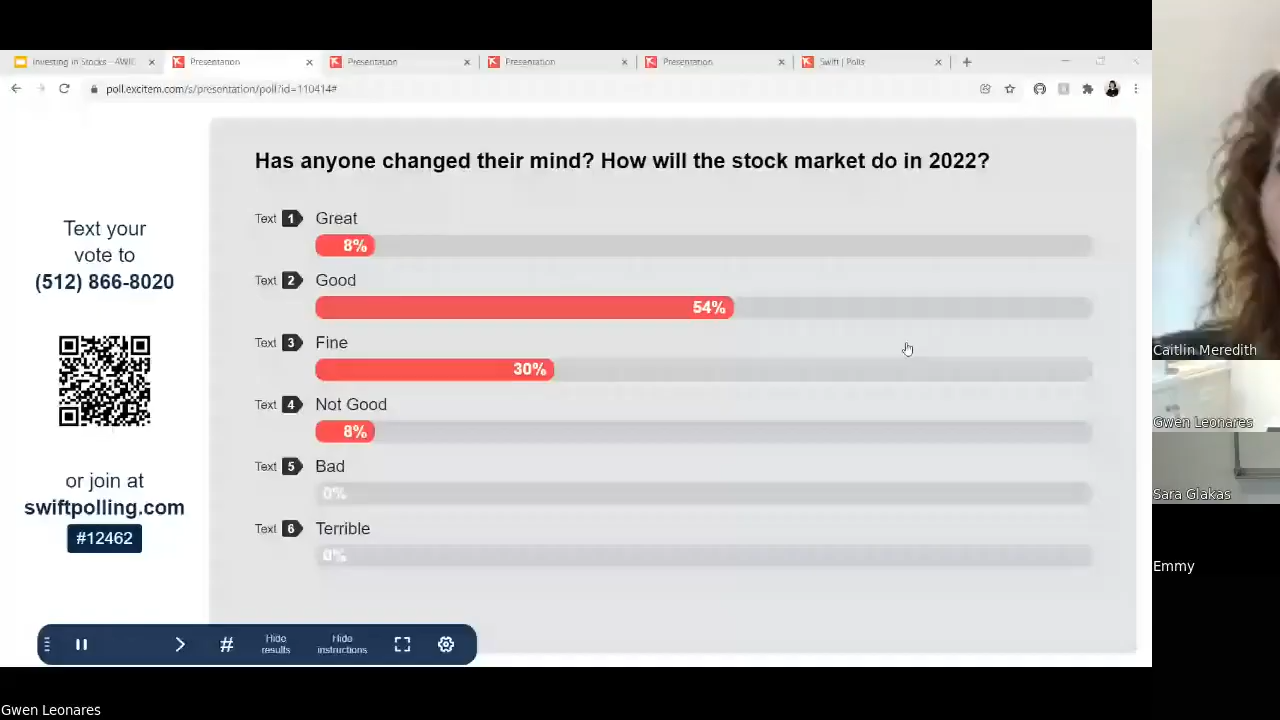 Investing in Stocks - AWIE
Presentation
Presentation
Presentation
Presentation
Swift | Polls
poll.excitem.com/s/presentation/poll?id=110414#
Has anyone changed their mind? How will the stock market do in 2022?
Text 1 Great
8%
Text 2 Good
54%
Text 3 Fine
30%
Text 4 Not Good
8%
Text 5 Bad
0%
Text 6 Terrible
0%
Text your
vote to
(512) 866-8020
or join at
swiftpolling.com
#12462
Hide
results
Hide
instructions
Caitlin Meredith
Gwen Leonares
Sara Glakas
Emmy
Gwen Leonares